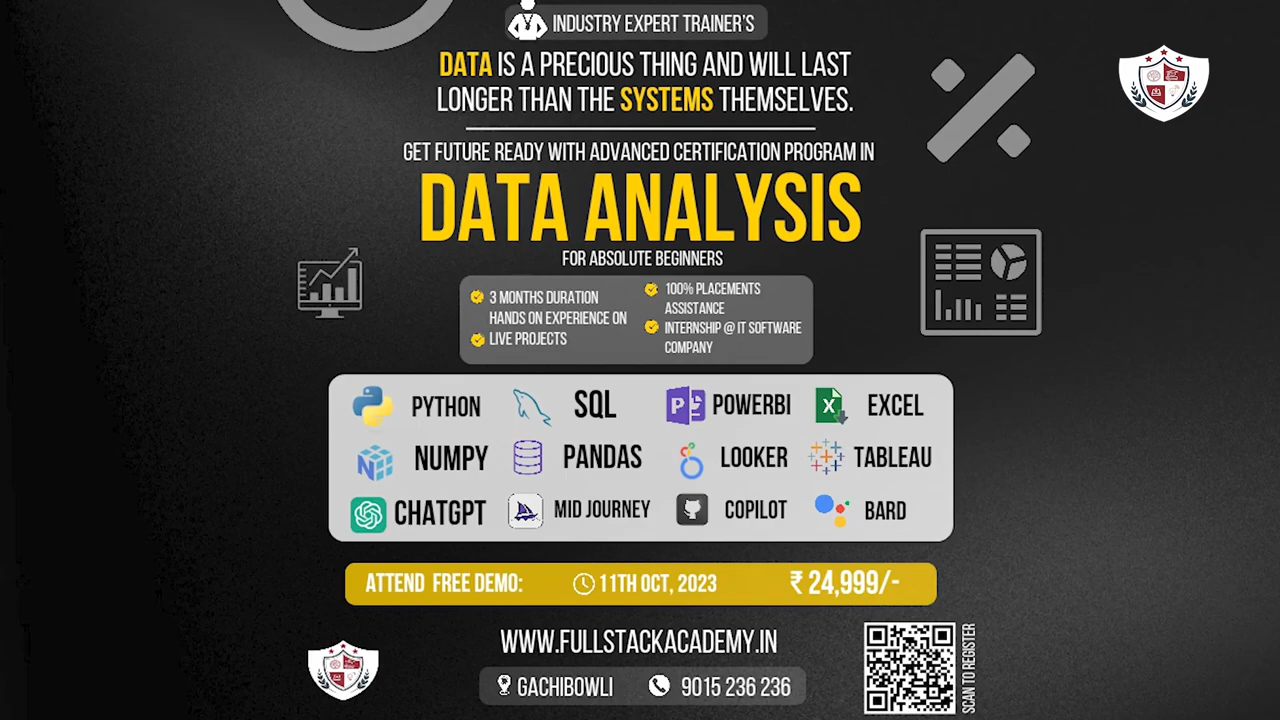 INDUSTRY EXPERT TRAINER'S
DATA IS A PRECIOUS THING AND WILL LAST
LONGER THAN THE SYSTEMS THEMSELVES.
GET FUTURE READY WITH ADVANCED CERTIFICATION PROGRAM IN
DATA ANALYSIS
FOR ABSOLUTE BEGINNERS
3 MONTHS DURATION
HANDS ON EXPERIENCE ON
LIVE PROJECTS
100% PLACEMENTS
ASSISTANCE
INTERNSHIP @ IT SOFTWARE
COMPANY
PYTHON SQL POWERBI EXCEL
NUMPY PANDAS LOOKER TABLEAU
CHATGPT MID JOURNEY COPILOT BARD
ATTEND FREE DEMO: 11TH OCT, 2023 ₹ 24,999/-
WWW.FULLSTACKACADEMY.IN
GACHIBOWLI 9015 236 236
SCAN TO REGISTER